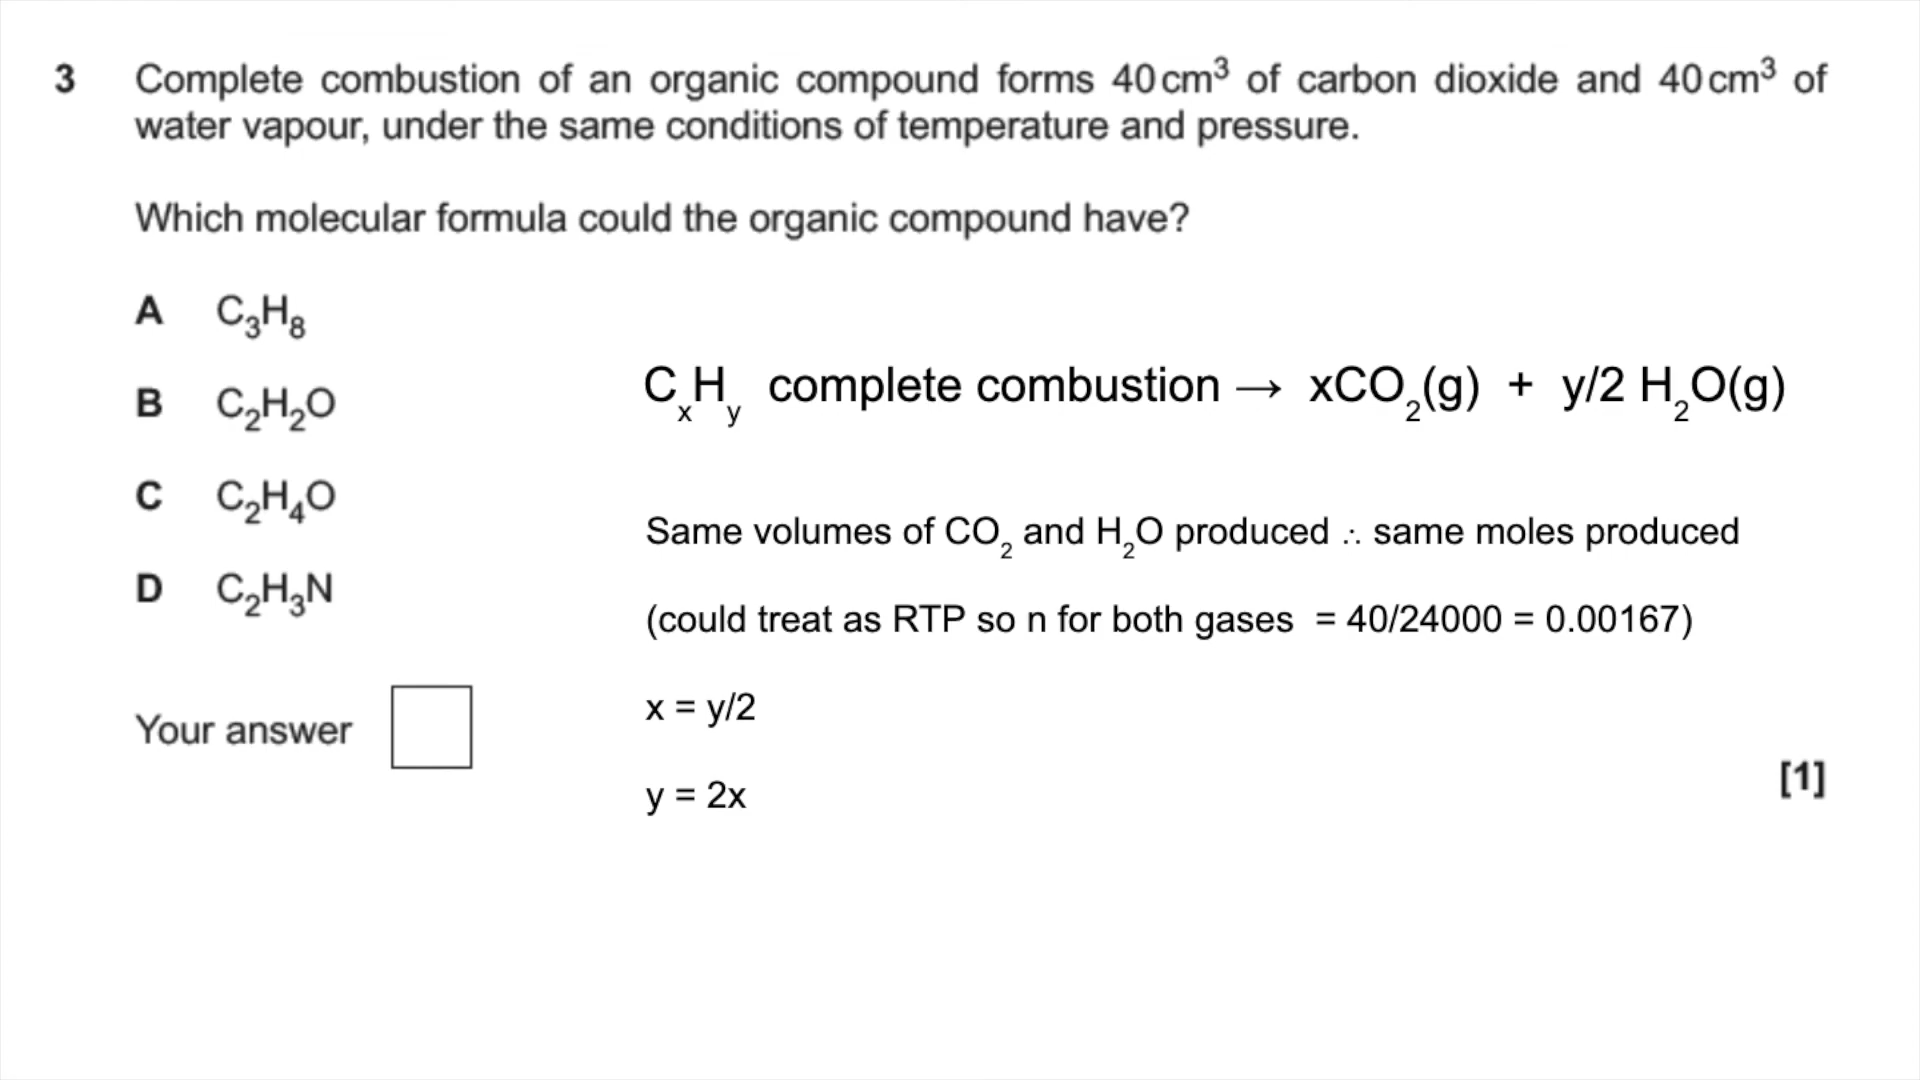 3 Complete combustion of an organic compound forms 40 cm³ of carbon dioxide and 40 cm³ of
water vapour, under the same conditions of temperature and pressure.
Which molecular formula could the organic compound have?
A C₃H₈
B C₂H₂O
C C₂H₄O
D C₂H₃N
Your answer
[1]
CₓHᵧ complete combustion → xCO₂(g) + y/2 H₂O(g)
Same volumes of CO₂ and H₂O produced ∴ same moles produced
(could treat as RTP so n for both gases = 40/24000 = 0.00167)
x = y/2
y = 2x